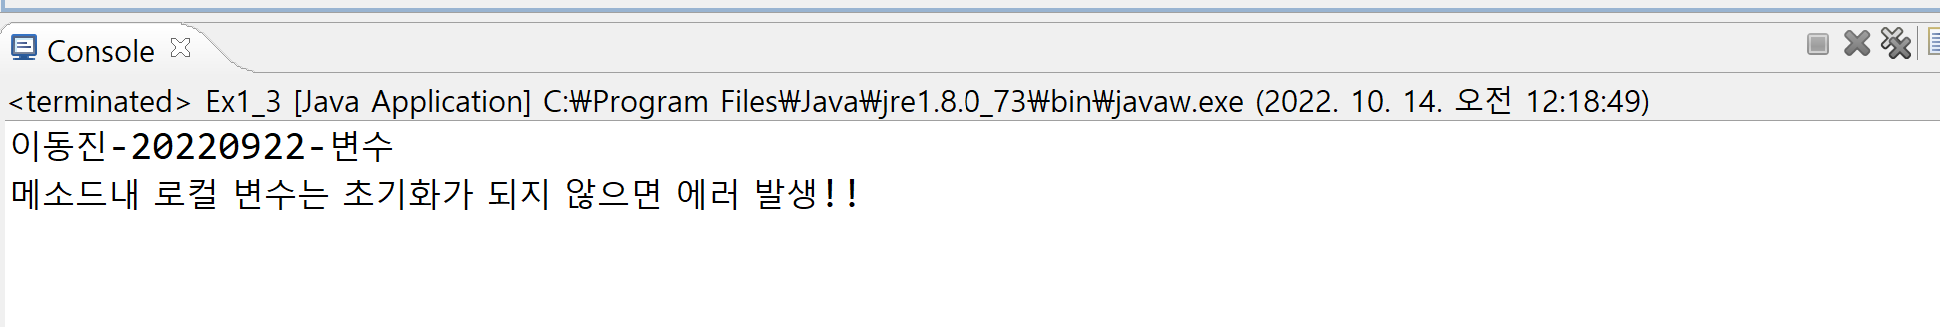 Console
<terminated> Ex1_3 [Java Application] C:₩Program Files₩Java₩jre1.8.0_73₩bin₩javaw.exe (2022. 10. 14. 오전 12:18:49)
이동진-20220922-변수
메소드내 로컬 변수는 초기화가 되지 않으면 에러 발생!!